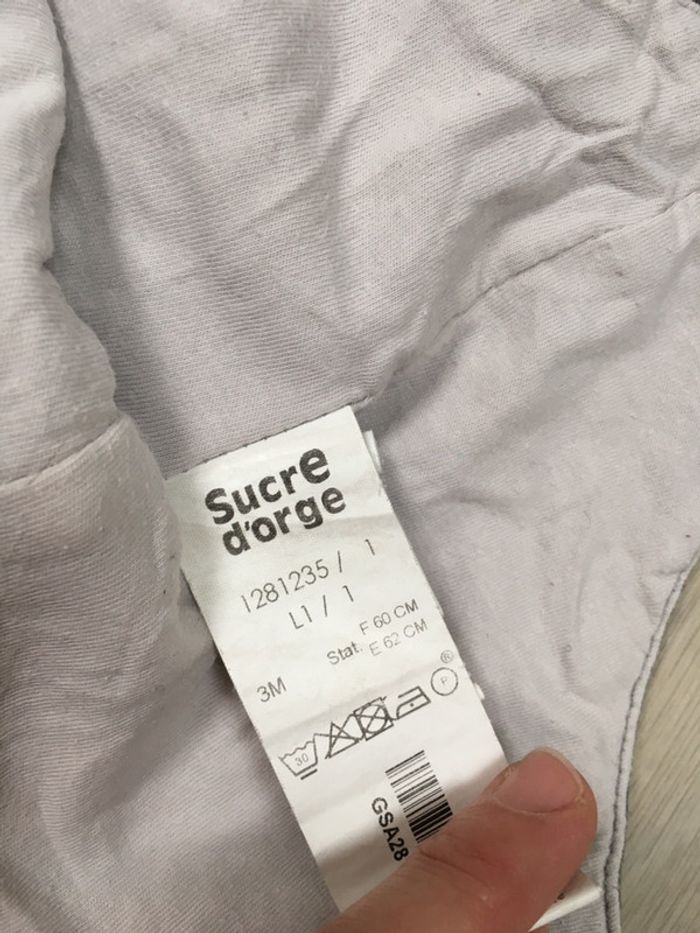 Sucre
d'orge
1281235 / 1
L1 / 1
Stat. F 60 CM
E 62 CM
3M
®
30
P
GSA28